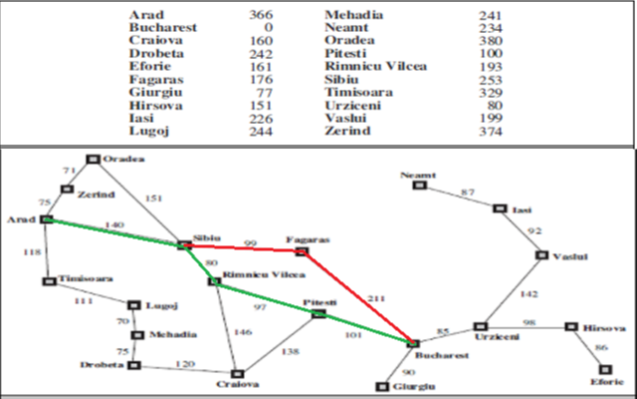 Arad 366 Mehadia 241
Bucharest 0 Neamt 234
Craiova 160 Oradea 380
Drobeta 242 Pitesti 100
Eforie 161 Rimnicu Vilcea 193
Fagaras 176 Sibiu 253
Giurgiu 77 Timisoara 329
Hirsova 151 Urziceni 80
Iasi 226 Vaslui 199
Lugoj 244 Zerind 374
Oradea
71
Neamt
87
Zerind
75
151
Iasi
Arad
140
92
Sibiu
99
Fagaras
118
80
Vaslui
Timisoara
Rimnicu Vilcea
111
Lugoj
97
Pitesti
211
142
70
98
Hirsova
Mehadia
146
101
85
Urziceni
75
138
86
Bucharest
Drobeta
120
90
Craiova
Giurgiu
Eforie